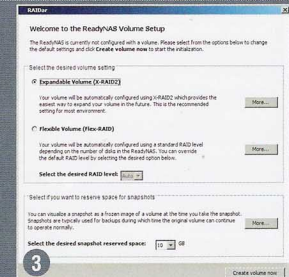 RAIDar
Welcome to the ReadyNAS Volume Setup
The ReadyNAS is currently not configured with a volume. Please select from the options below to change
the default settings and click Create volume now to start the initialization.
Select the desired volume setting
Expandable Volume (X-RAID2)
Your volume will be automatically configured using X-RAID2 which provides the
easiest way to expand your volume in the future. This is the recommended
setting for most environment.
More...
Flexible Volume (Flex-RAID)
Your volume will be automatically configured using a standard RAID level
depending on the number of disks in the ReadyNAS. You can override
the default RAID level by selecting the desired option below.
More...
Select the desired RAID level: Auto
Select if you want to reserve space for snapshots
You can visualize a snapshot as a frozen image of a volume at the time you take the snapshot.
Snapshots are typically used for backups during which time the original volume can continue
to operate normally.
More...
Select the desired snapshot reserved space: 10 GB
3
Create volume now